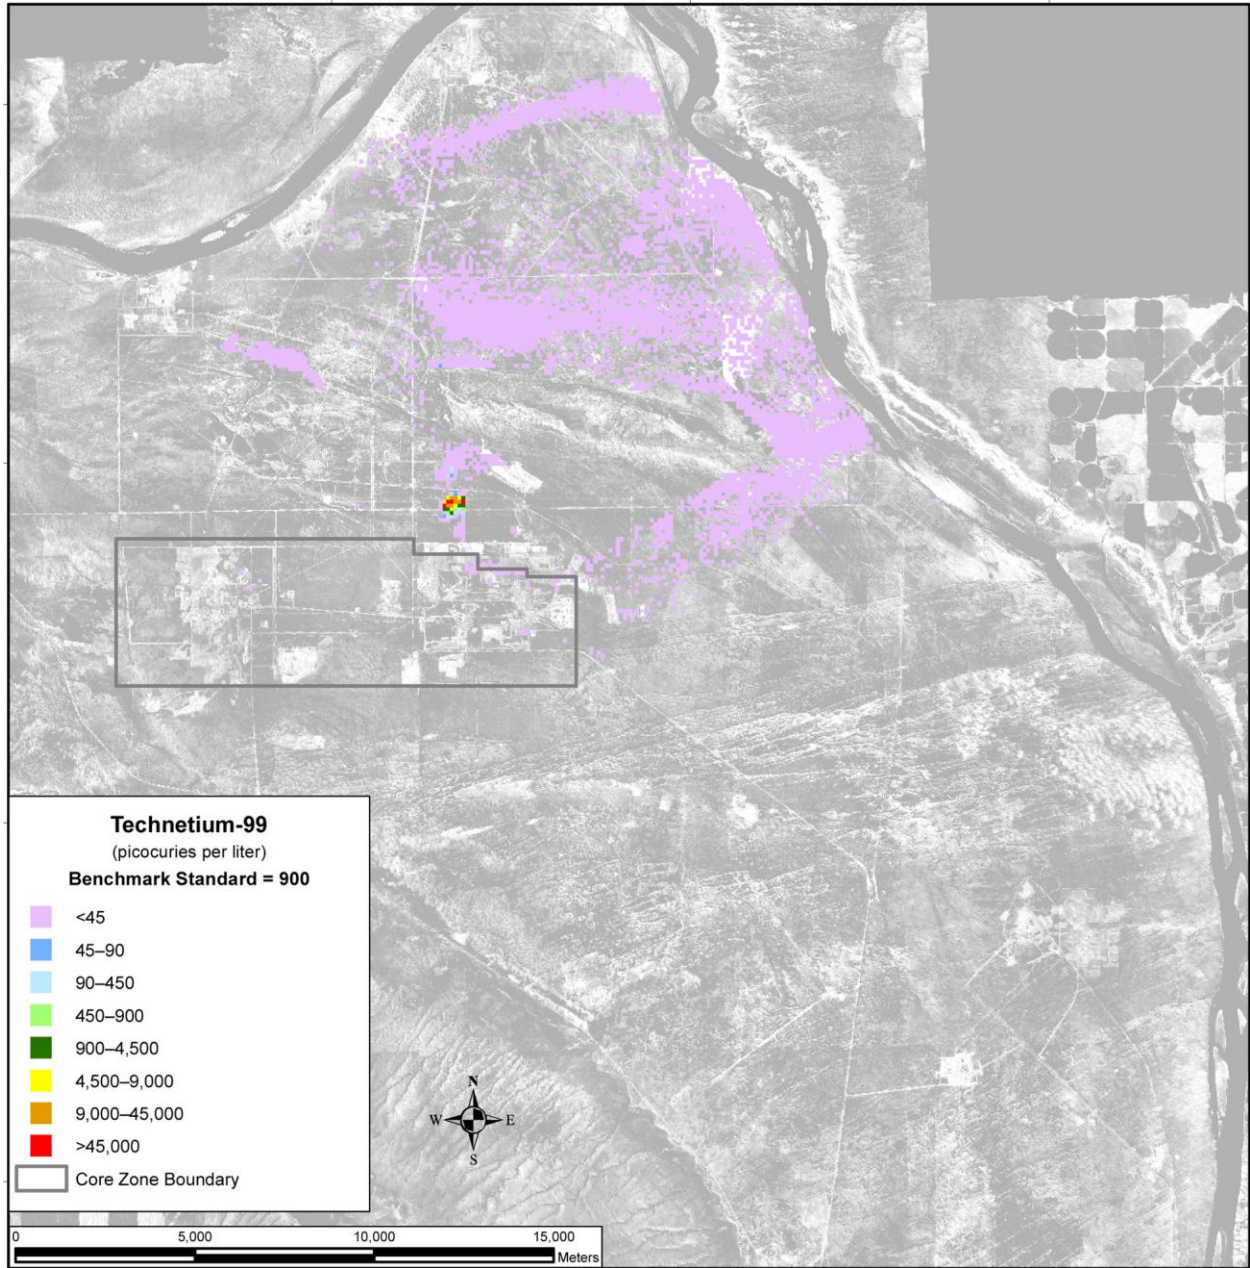 Technetium-99
(picocuries per liter)
Benchmark Standard = 900
<45
45–90
90–450
450–900
900–4,500
4,500–9,000
9,000–45,000
>45,000
Core Zone Boundary
N
W E
S
0 5,000 10,000 15,000
Meters